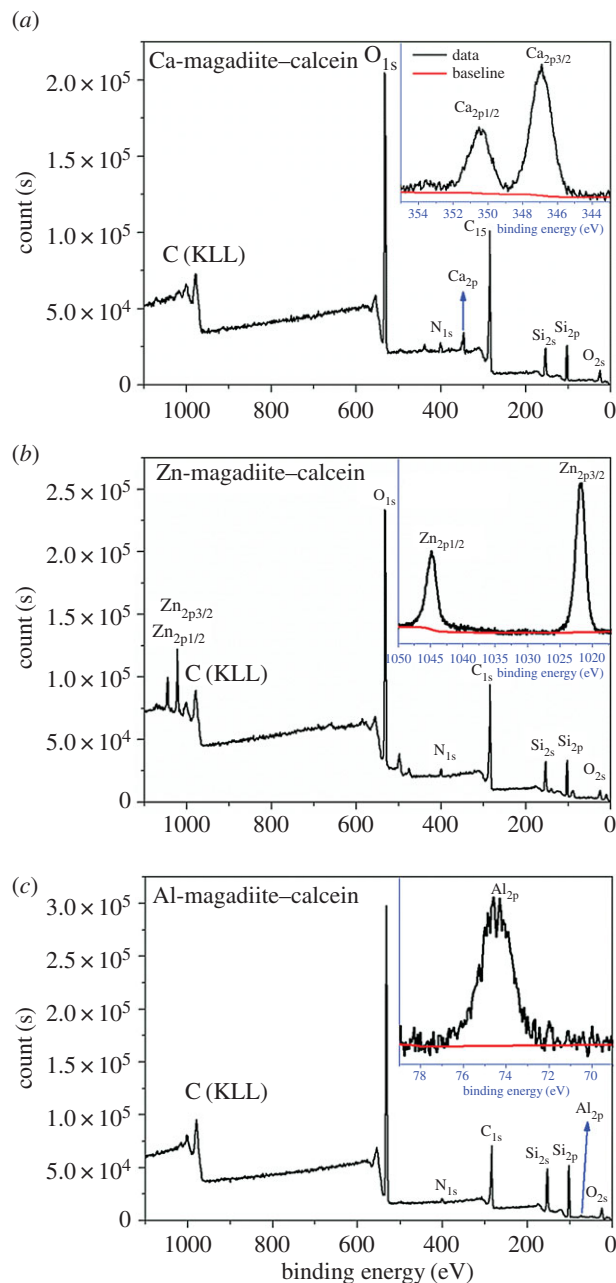 (a)
Ca-magadiite–calcein
O1s
2.0 × 10^5
1.5 × 10^5
1.0 × 10^5
5.0 × 10^4
0
count (s)
C (KLL)
N1s
Ca2p
C15
Si2s
Si2p
O2s
1000 800 600 400 200 0
data
baseline
Ca2p3/2
Ca2p1/2
354 352 350 348 346 344
binding energy (eV)
(b)
Zn-magadiite–calcein
2.5 × 10^5
2.0 × 10^5
1.5 × 10^5
1.0 × 10^5
5.0 × 10^4
0
count (s)
Zn2p3/2
Zn2p1/2
C (KLL)
O1s
N1s
C1s
Si2s
Si2p
O2s
1000 800 600 400 200 0
Zn2p3/2
Zn2p1/2
1050 1045 1040 1035 1030 1025 1020
binding energy (eV)
(c)
Al-magadiite–calcein
3.0 × 10^5
2.5 × 10^5
2.0 × 10^5
1.5 × 10^5
1.0 × 10^5
5.0 × 10^4
0
count (s)
C (KLL)
N1s
C1s
Si2s
Si2p
Al2p
O2s
1000 800 600 400 200 0
binding energy (eV)
Al2p
78 76 74 72 70
binding energy (eV)